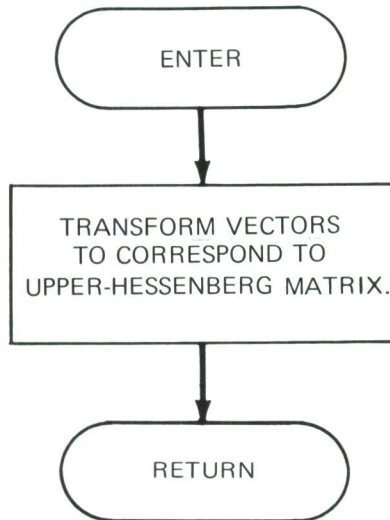 ENTER
TRANSFORM VECTORS
TO CORRESPOND TO
UPPER-HESSENBERG MATRIX.
RETURN